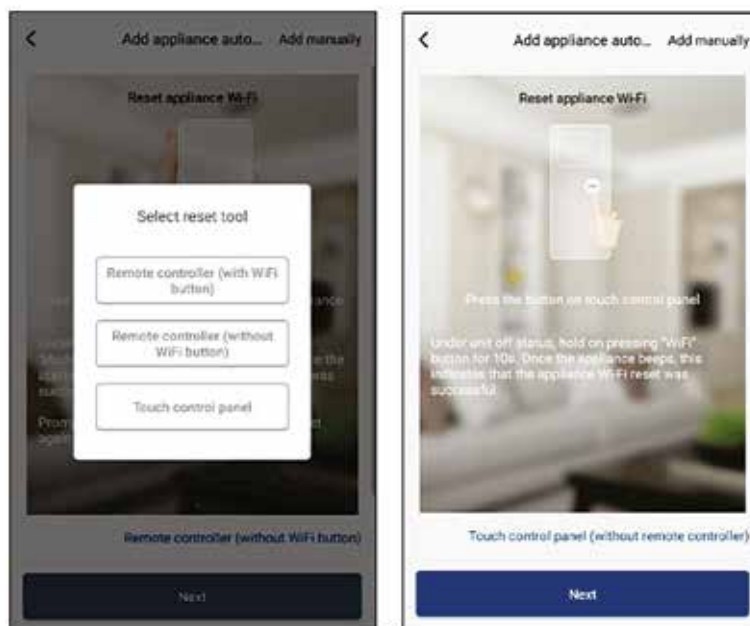 Add appliance auto... Add manually
Reset appliance Wi-Fi
Select reset tool
Remote controller (with WiFi
button)
Remote controller (without
WiFi button)
Touch control panel
Remote controller (without WiFi button)
Next
Add appliance auto... Add manually
Reset appliance Wi-Fi
Press the button on touch control panel
Under unit off status, hold on pressing "WiFi"
button for 10s. Once the appliance beeps, this
indicates that the appliance Wi-Fi reset was
successful.
Touch control panel (without remote controller)
Next